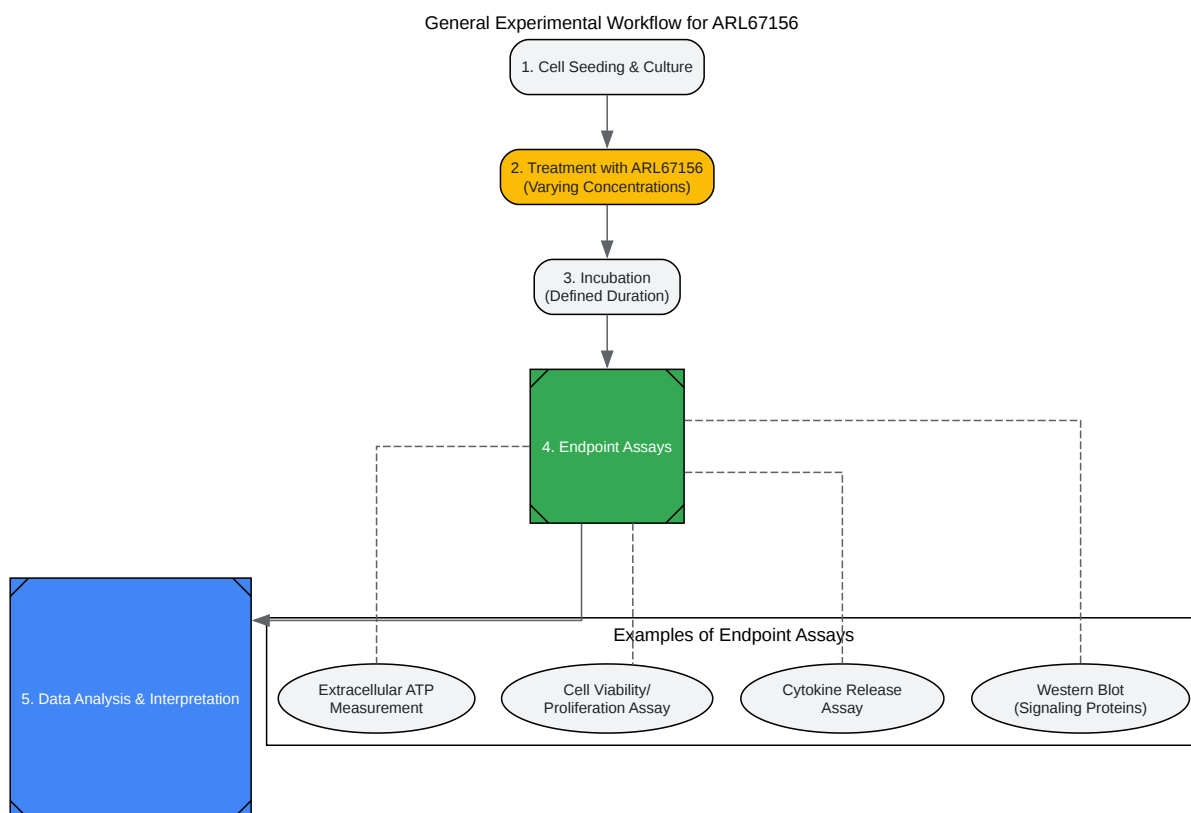 General Experimental Workflow for ARL67156
1. Cell Seeding & Culture
2. Treatment with ARL67156
(Varying Concentrations)
3. Incubation
(Defined Duration)
4. Endpoint Assays
5. Data Analysis & Interpretation
Examples of Endpoint Assays
Extracellular ATP
Measurement
Cell Viability/
Proliferation Assay
Cytokine Release
Assay
Western Blot
(Signaling Proteins)